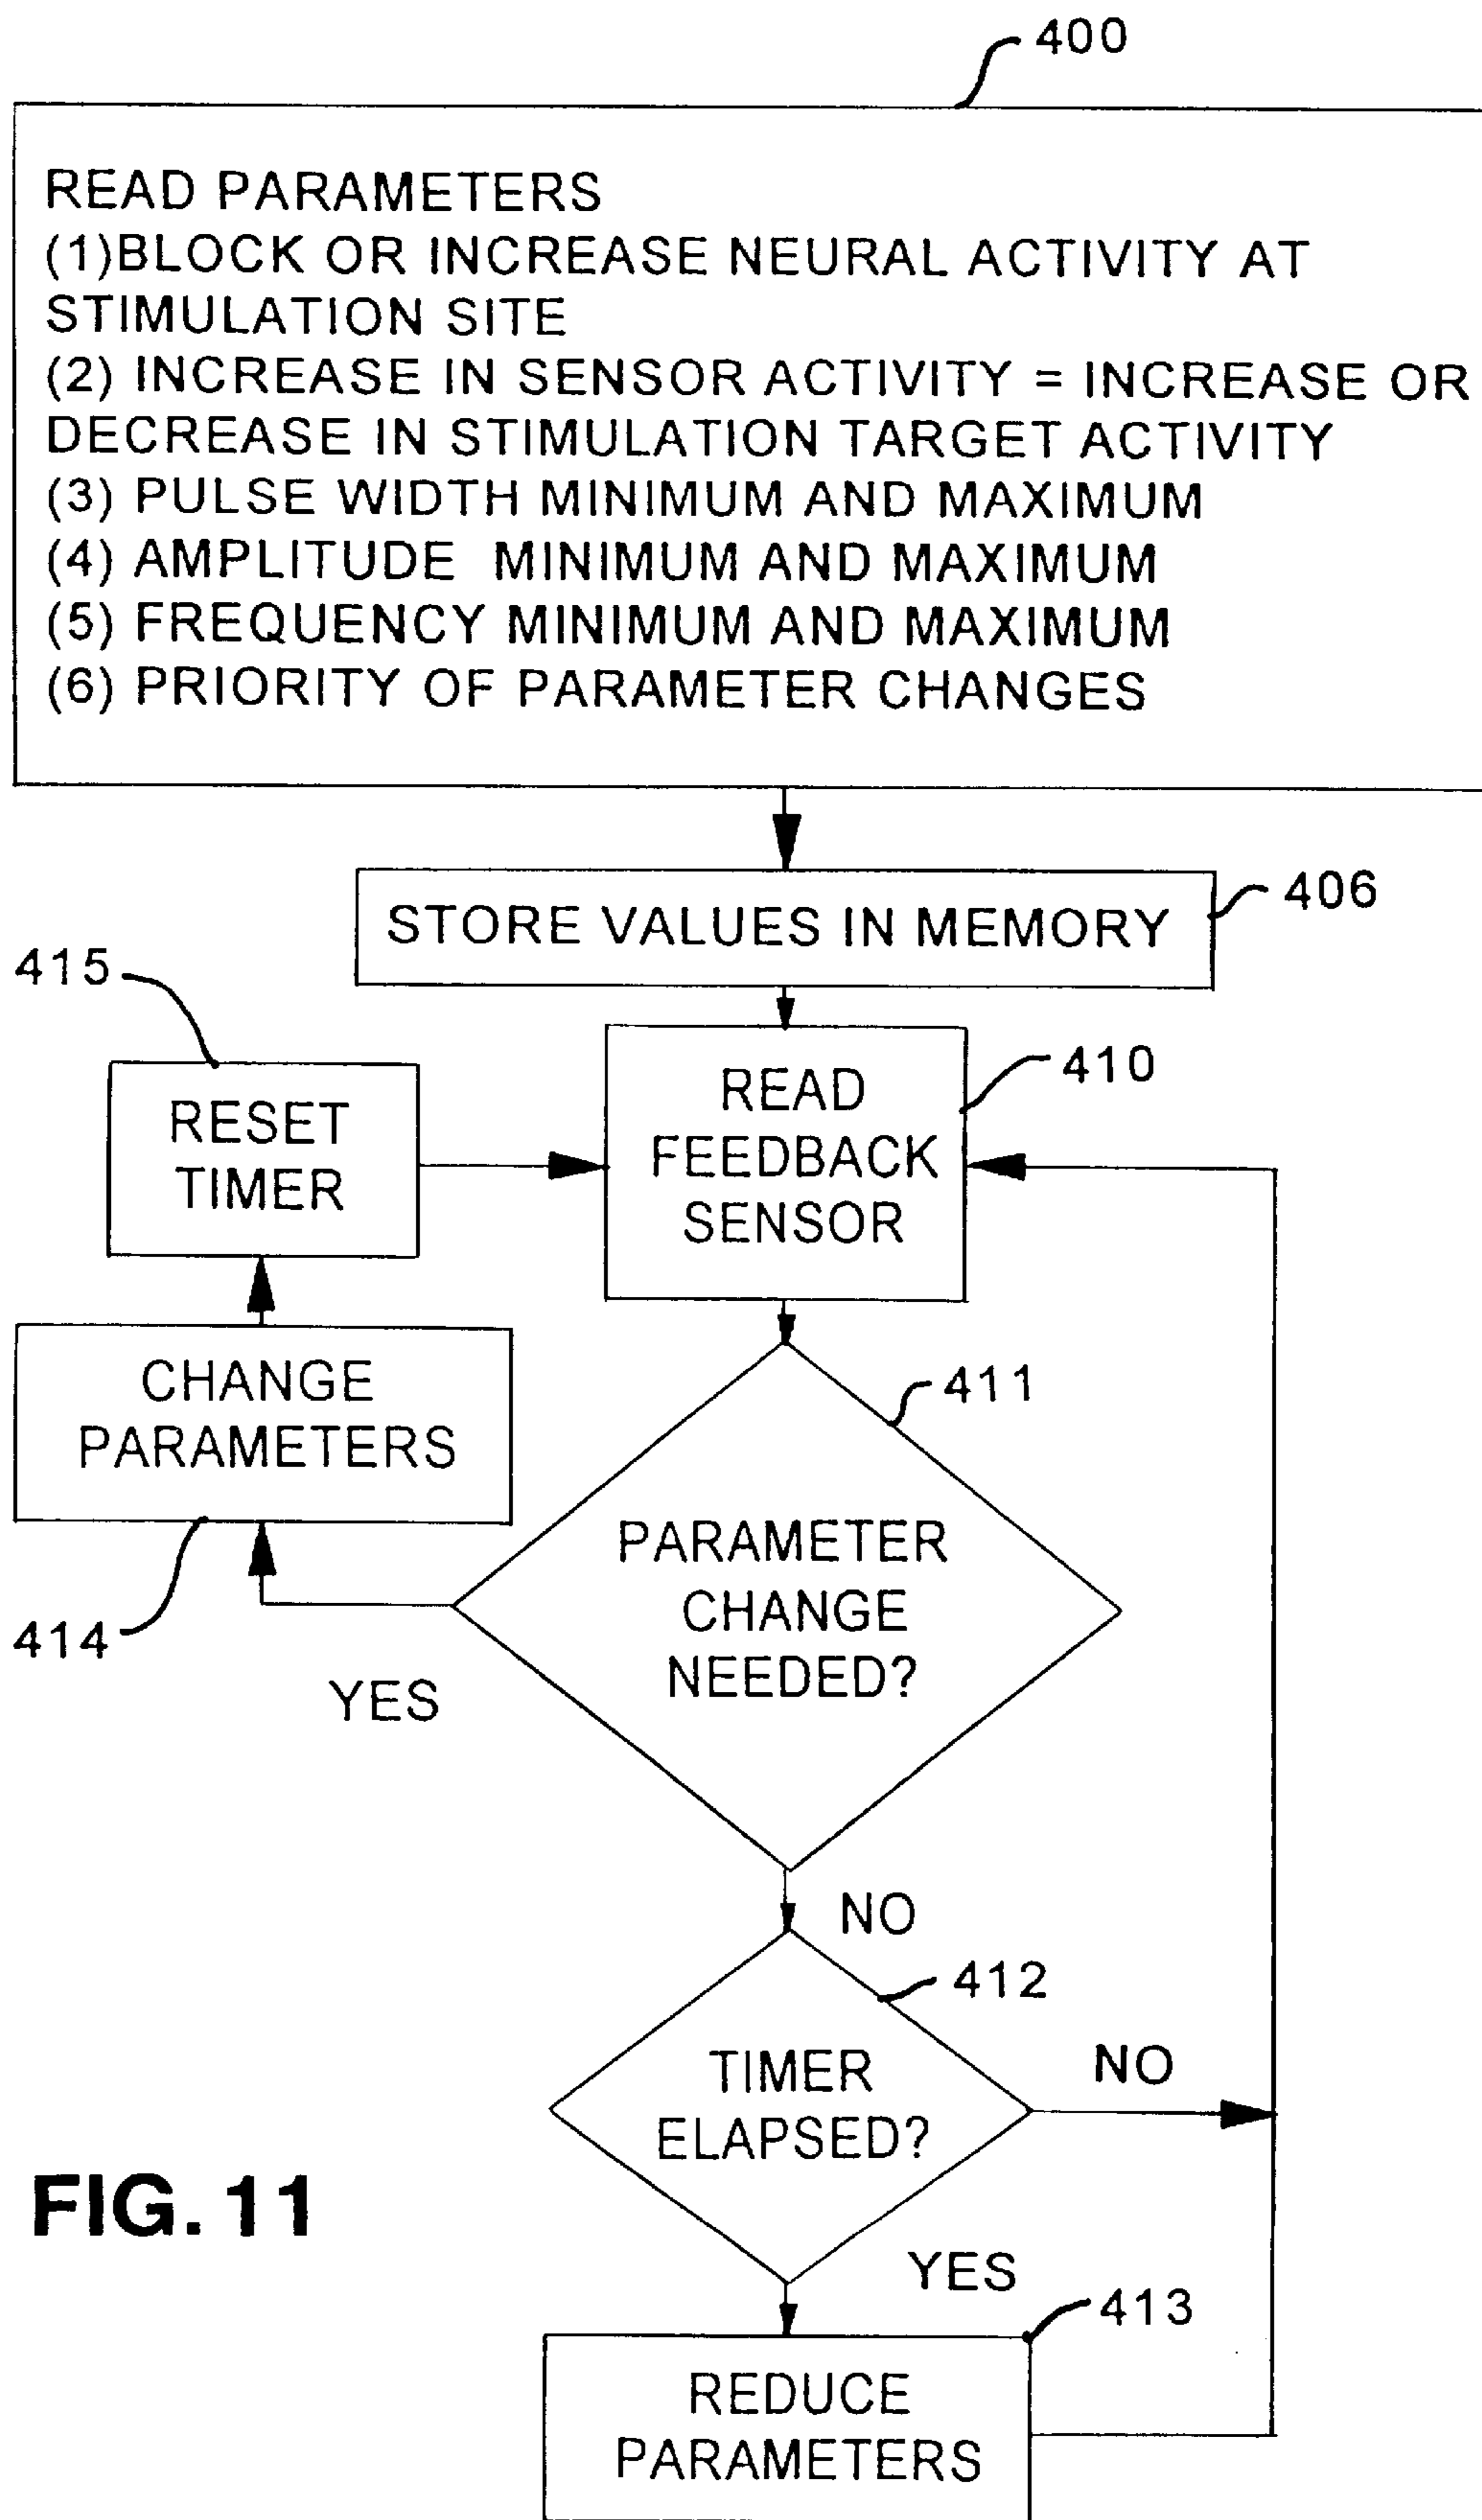 400
READ PARAMETERS
(1)BLOCK OR INCREASE NEURAL ACTIVITY AT
STIMULATION SITE
(2) INCREASE IN SENSOR ACTIVITY = INCREASE OR
DECREASE IN STIMULATION TARGET ACTIVITY
(3) PULSE WIDTH MINIMUM AND MAXIMUM
(4) AMPLITUDE MINIMUM AND MAXIMUM
(5) FREQUENCY MINIMUM AND MAXIMUM
(6) PRIORITY OF PARAMETER CHANGES
STORE VALUES IN MEMORY
406
415
RESET
TIMER
READ
FEEDBACK
SENSOR
410
CHANGE
PARAMETERS
414
411
PARAMETER
CHANGE
NEEDED?
YES
NO
412
TIMER
ELAPSED?
NO
YES
413
REDUCE
PARAMETERS
FIG. 11